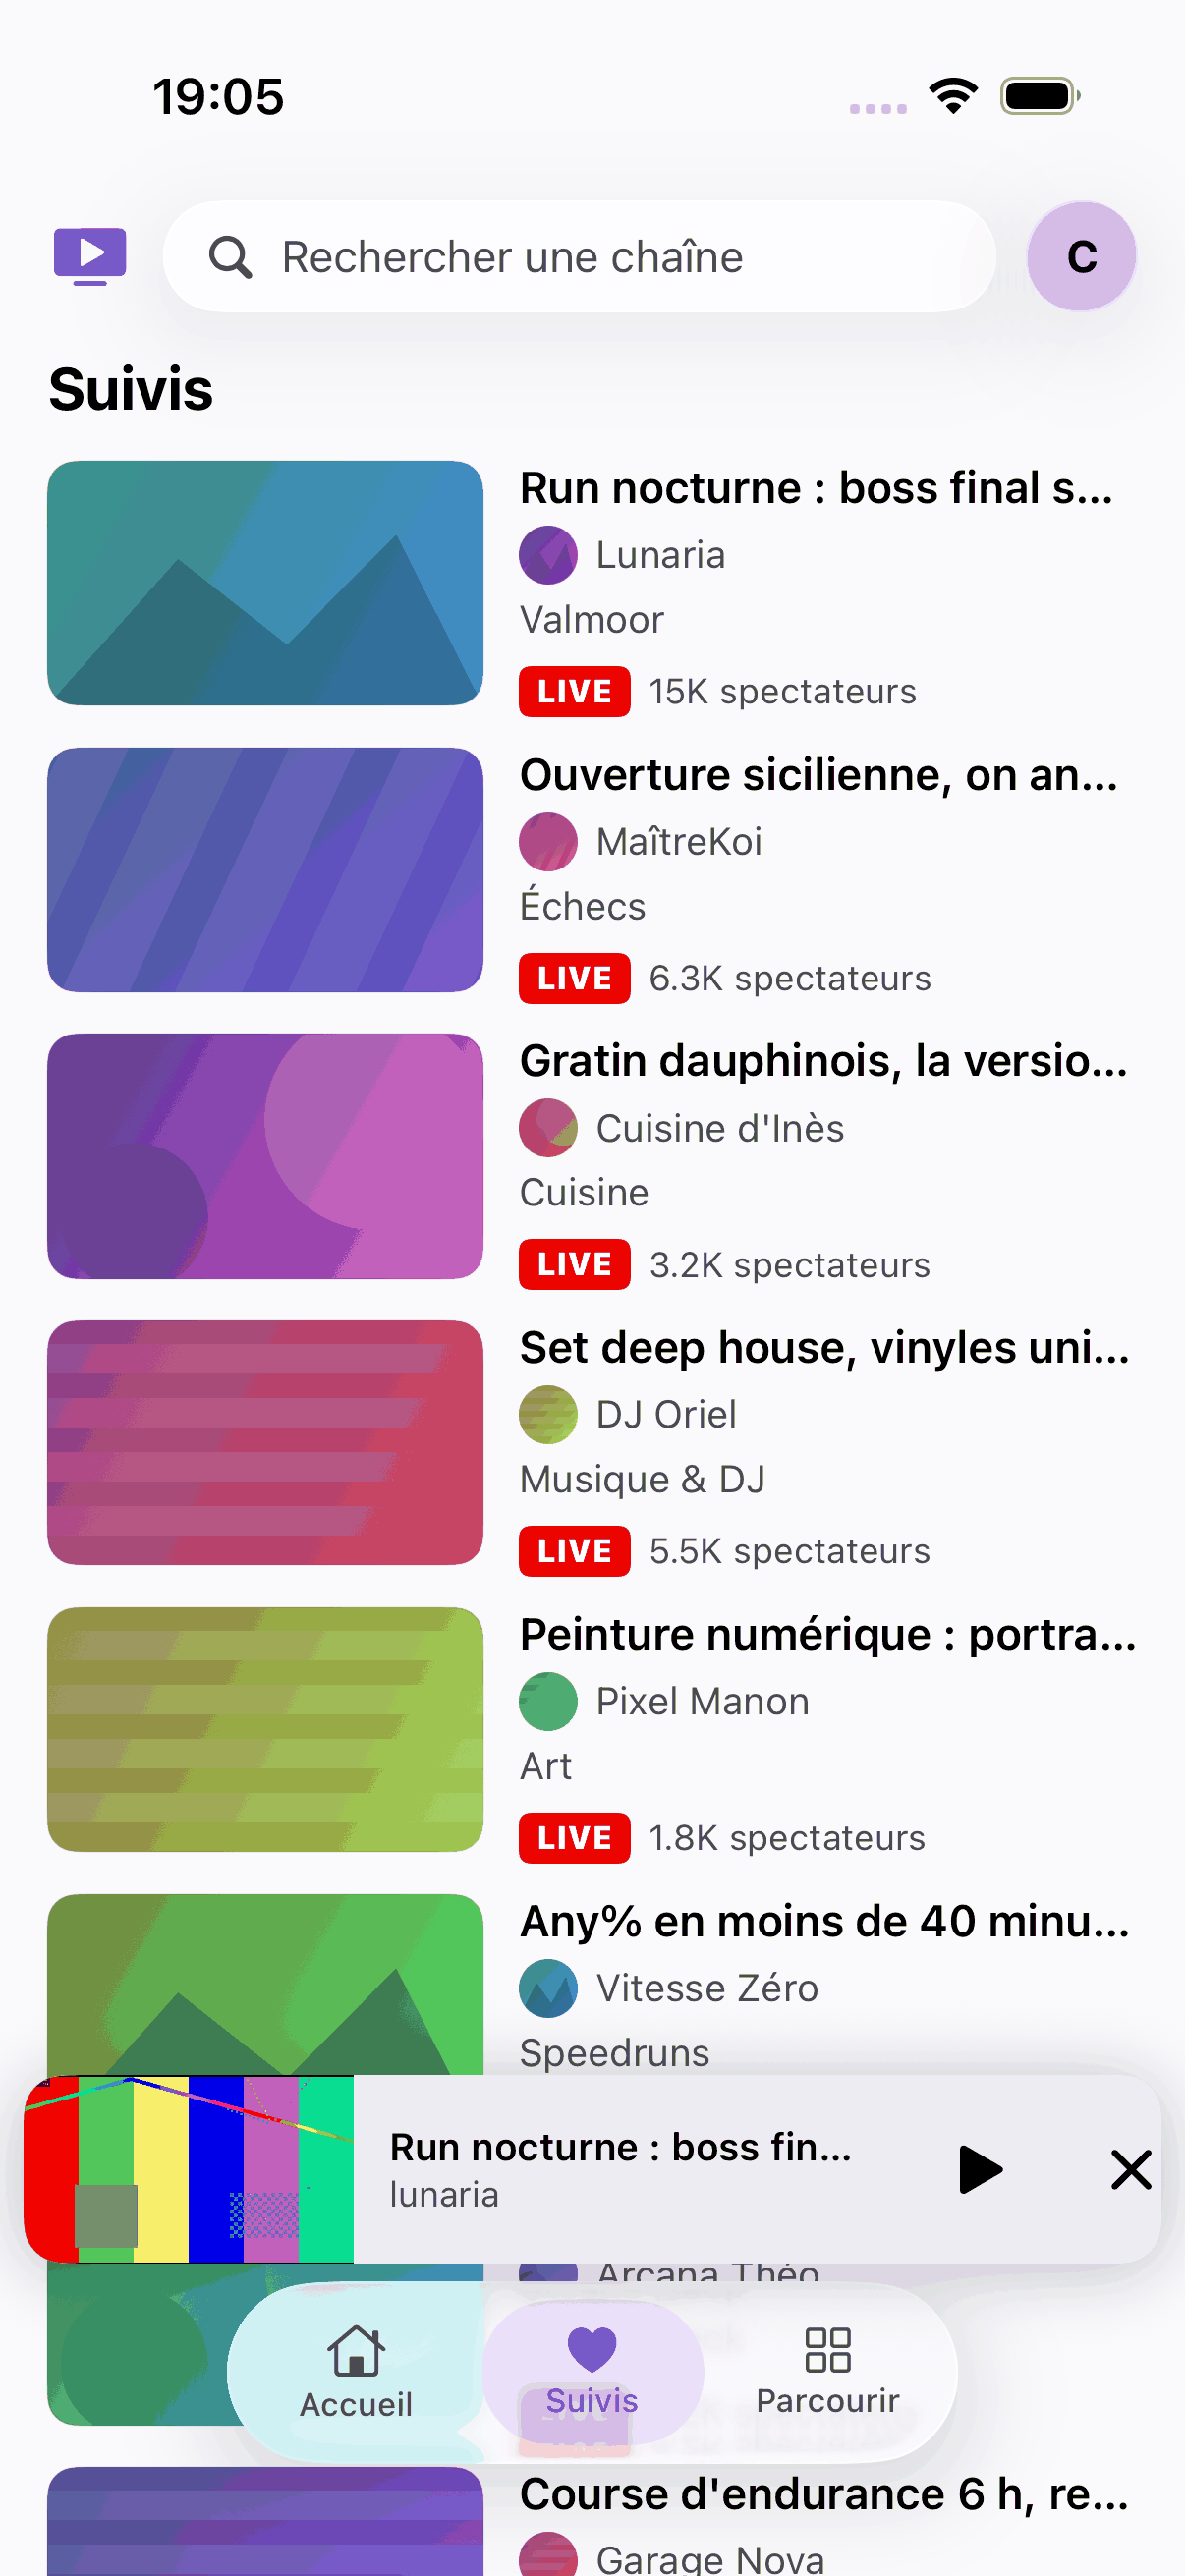 19:05
Rechercher une chaîne
C
Suivis
Run nocturne : boss final s...
Lunaria
Valmoor
LIVE 15K spectateurs
Ouverture sicilienne, on an...
MaîtreKoi
Échecs
LIVE 6.3K spectateurs
Gratin dauphinois, la versio...
Cuisine d'Inès
Cuisine
LIVE 3.2K spectateurs
Set deep house, vinyles uni...
DJ Oriel
Musique & DJ
LIVE 5.5K spectateurs
Peinture numérique : portra...
Pixel Manon
Art
LIVE 1.8K spectateurs
Any% en moins de 40 minu...
Vitesse Zéro
Speedruns
Run nocturne : boss fin...
lunaria
Arcana Théo
Accueil
Suivis
Parcourir
Course d'endurance 6 h, re...
Garage Nova